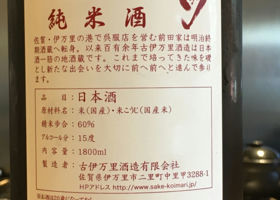 純米酒
佐賀・伊万里の港で呉服店を営む前田家は明治終
期酒蔵へ転身。以来百有余年古伊万里酒造は日本
酒一筋の地酒蔵です。これまで培ってきた味を礎
とし新たな出会いを大切に前へ前へと進んで参り
ます。
品目:日本酒
原材料名:米(国産)・米こうじ(国産米)
精米歩合:60%
アルコール分:15度
内容量:1800ml
製造者:古伊万里酒造有限会社
佐賀県伊万里市二里町中里甲3288-1
HPアドレス http://www.sake-koimari.jp/